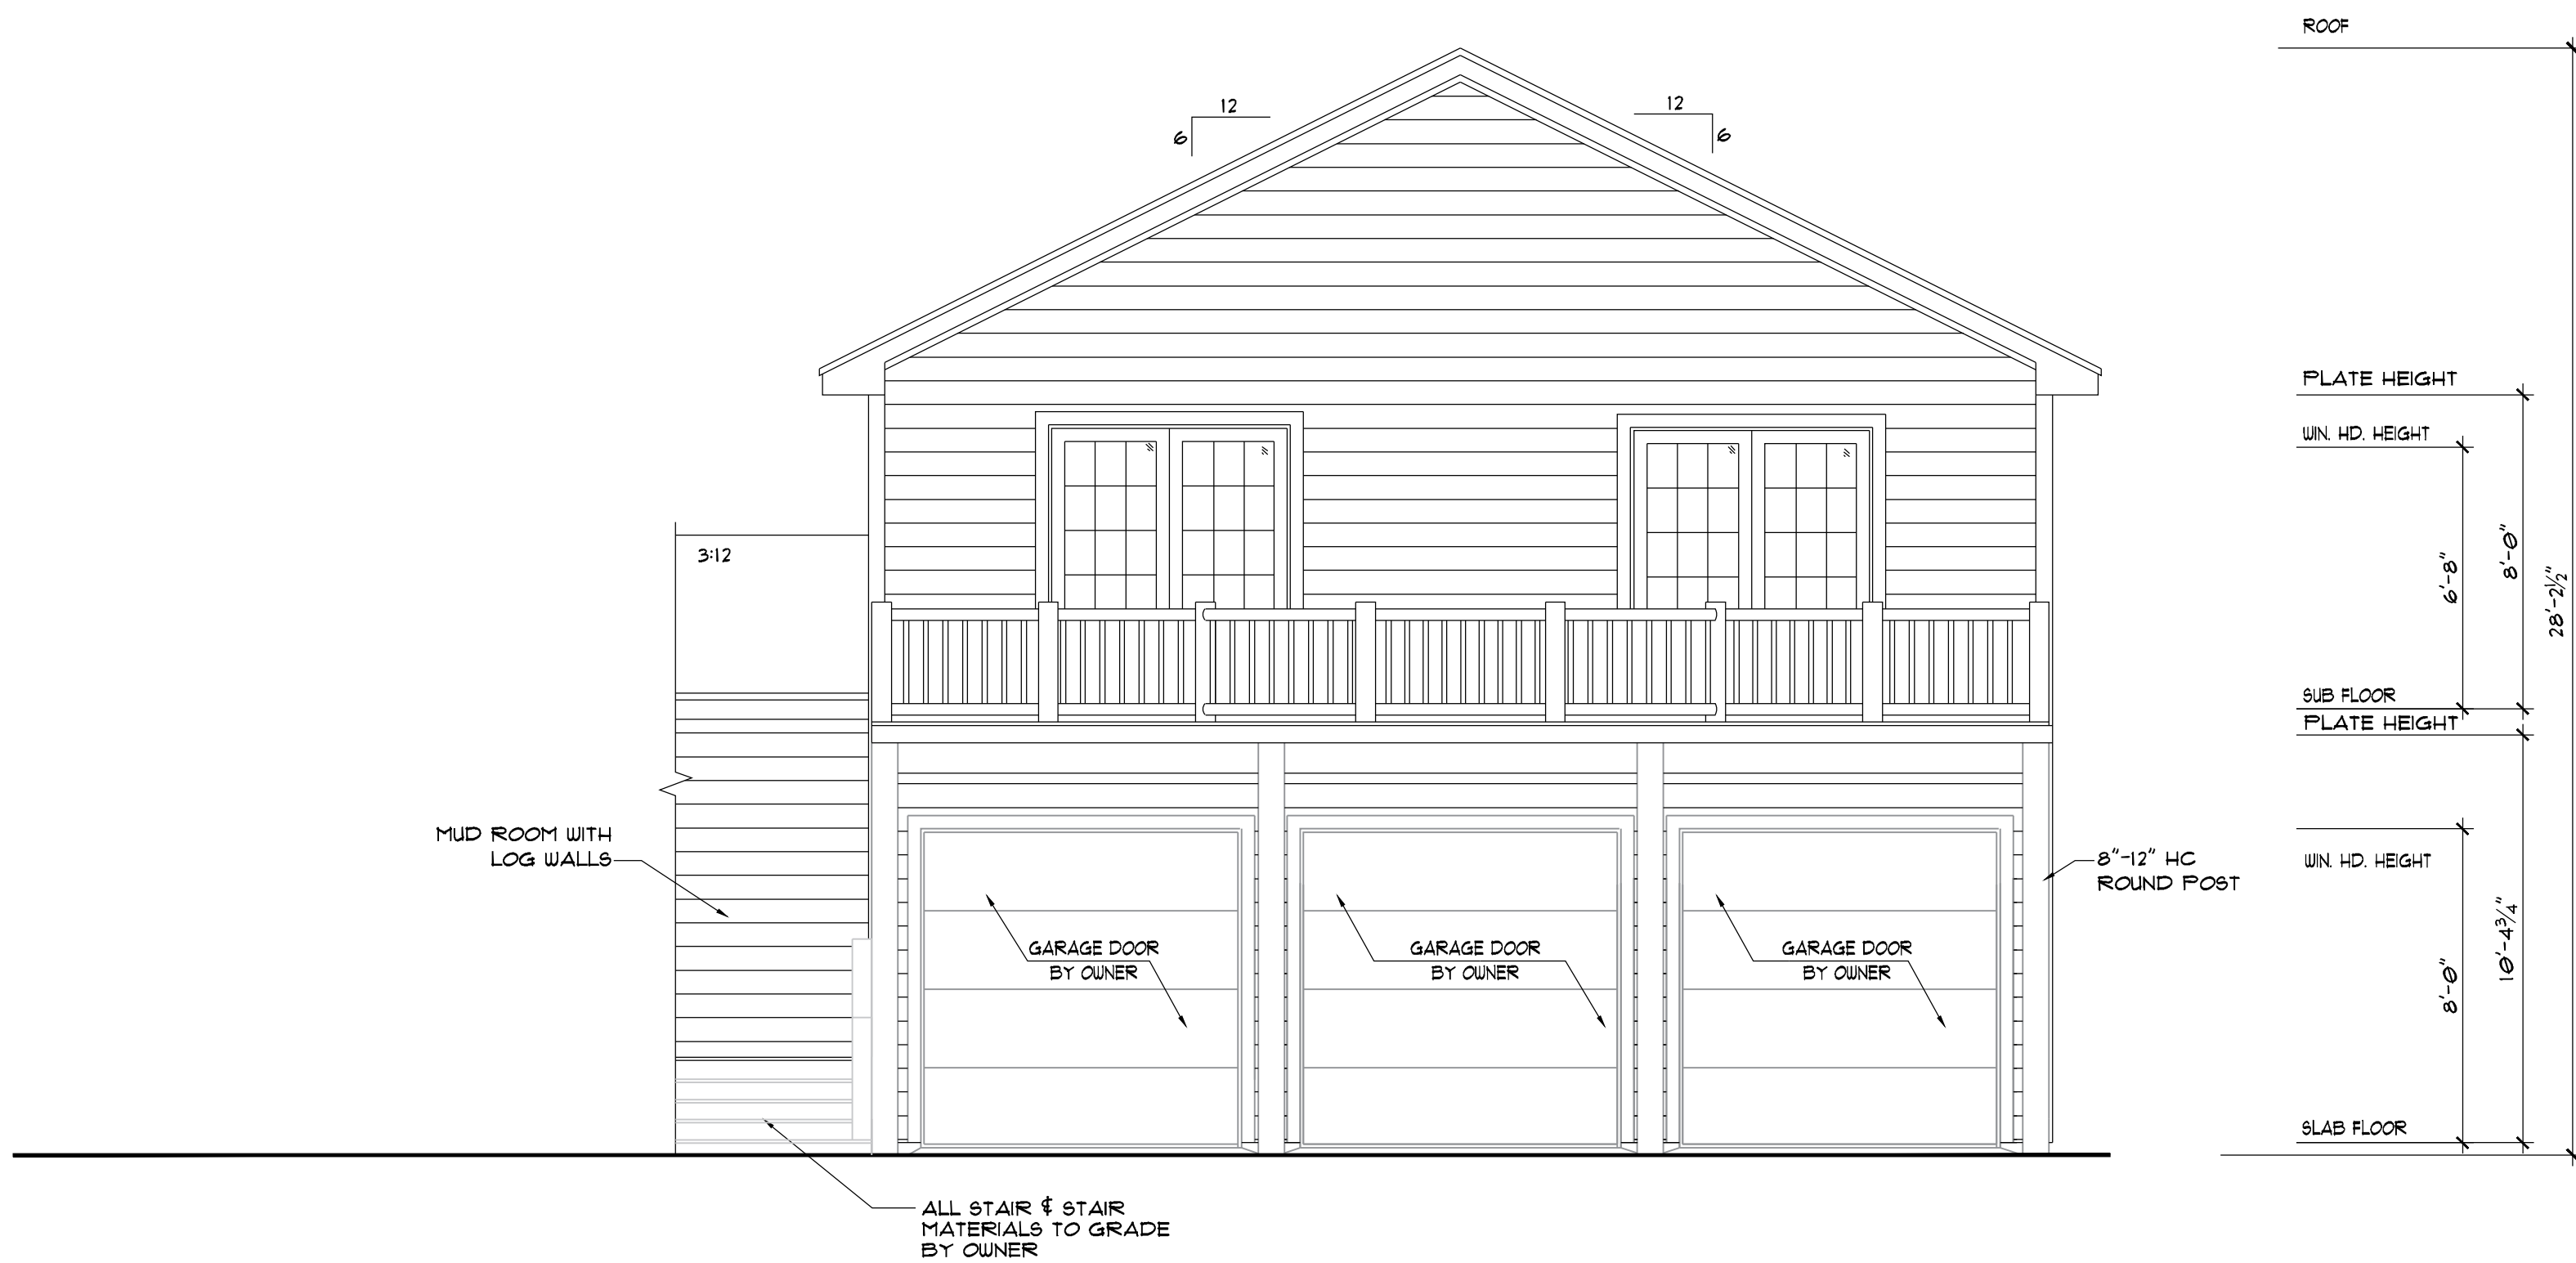 ROOF
12
6
12
6
PLATE HEIGHT
WIN. HD. HEIGHT
3:12
6'-8"
8'-0"
28'-2½"
SUB FLOOR
PLATE HEIGHT
MUD ROOM WITH
LOG WALLS
8"-12" HC
ROUND POST
WIN. HD. HEIGHT
GARAGE DOOR
BY OWNER
GARAGE DOOR
BY OWNER
GARAGE DOOR
BY OWNER
8'-0"
10'-4¾"
SLAB FLOOR
ALL STAIR & STAIR
MATERIALS TO GRADE
BY OWNER